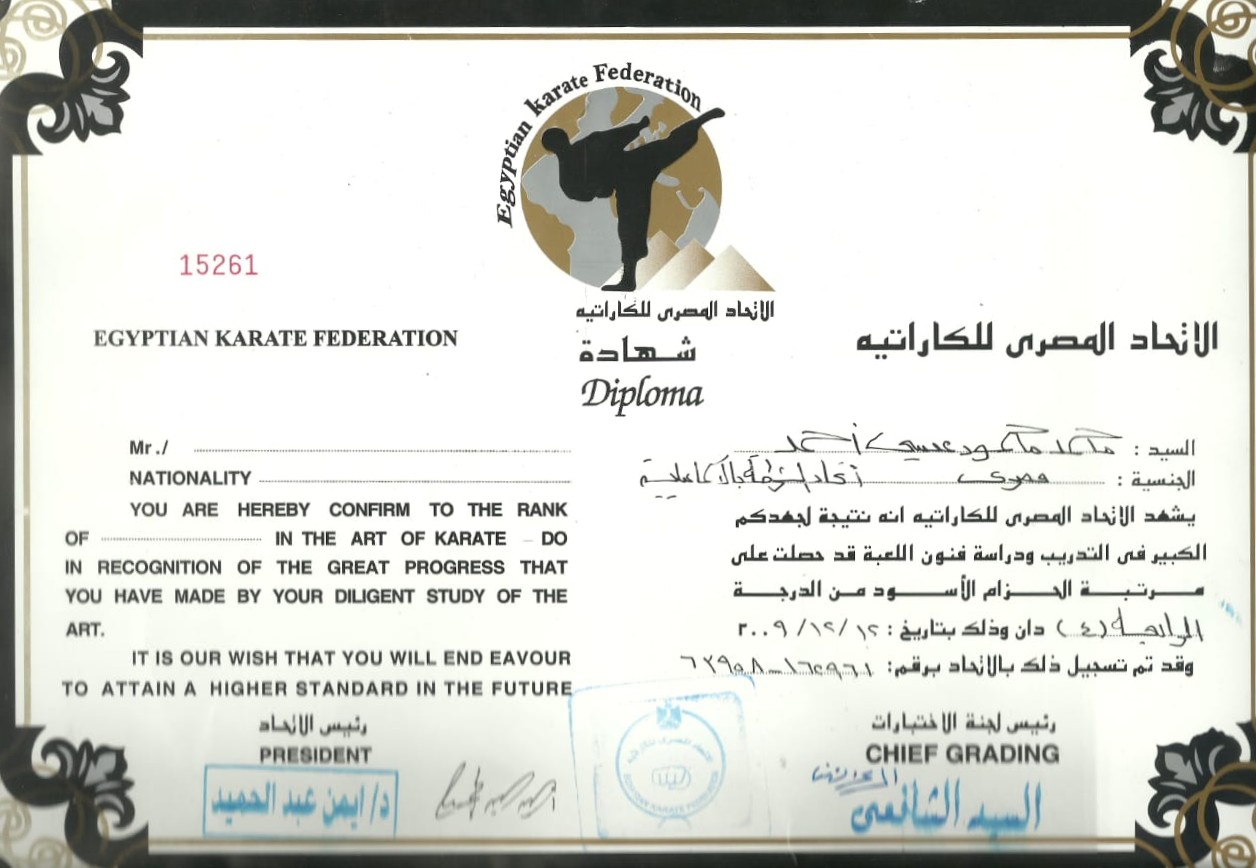 Egyptian karate Federation
15261
الاتحاد المصرى للكاراتيه
EGYPTIAN KARATE FEDERATION
الاتحاد المصرى للكاراتيه
شهادة
Diploma
Mr./
NATIONALITY
YOU ARE HEREBY CONFIRM TO THE RANK
OF IN THE ART OF KARATE - DO
IN RECOGNITION OF THE GREAT PROGRESS THAT
YOU HAVE MADE BY YOUR DILIGENT STUDY OF THE
ART.
IT IS OUR WISH THAT YOU WILL END EAVOUR
TO ATTAIN A HIGHER STANDARD IN THE FUTURE
السيد : محمد محمود عيسى أحمد
الجنسية : مصرى
يشهد الاتحاد المصرى للكاراتيه انه نتيجة لجهدكم
الكبير فى التدريب ودراسة فنون اللعبة قد حصلت على
مرتبة الحزام الأسود من الدرجة
الرابعة (٤) دان وذلك بتاريخ : ٢٠٠٩/١٢/١٢
وقد تم تسجيل ذلك بالاتحاد برقم:
رئيس الاتحاد
PRESIDENT
د/ ايمن عبد الحميد
رئيس لجنة الاختبارات
CHIEF GRADING
السيد الشافعى